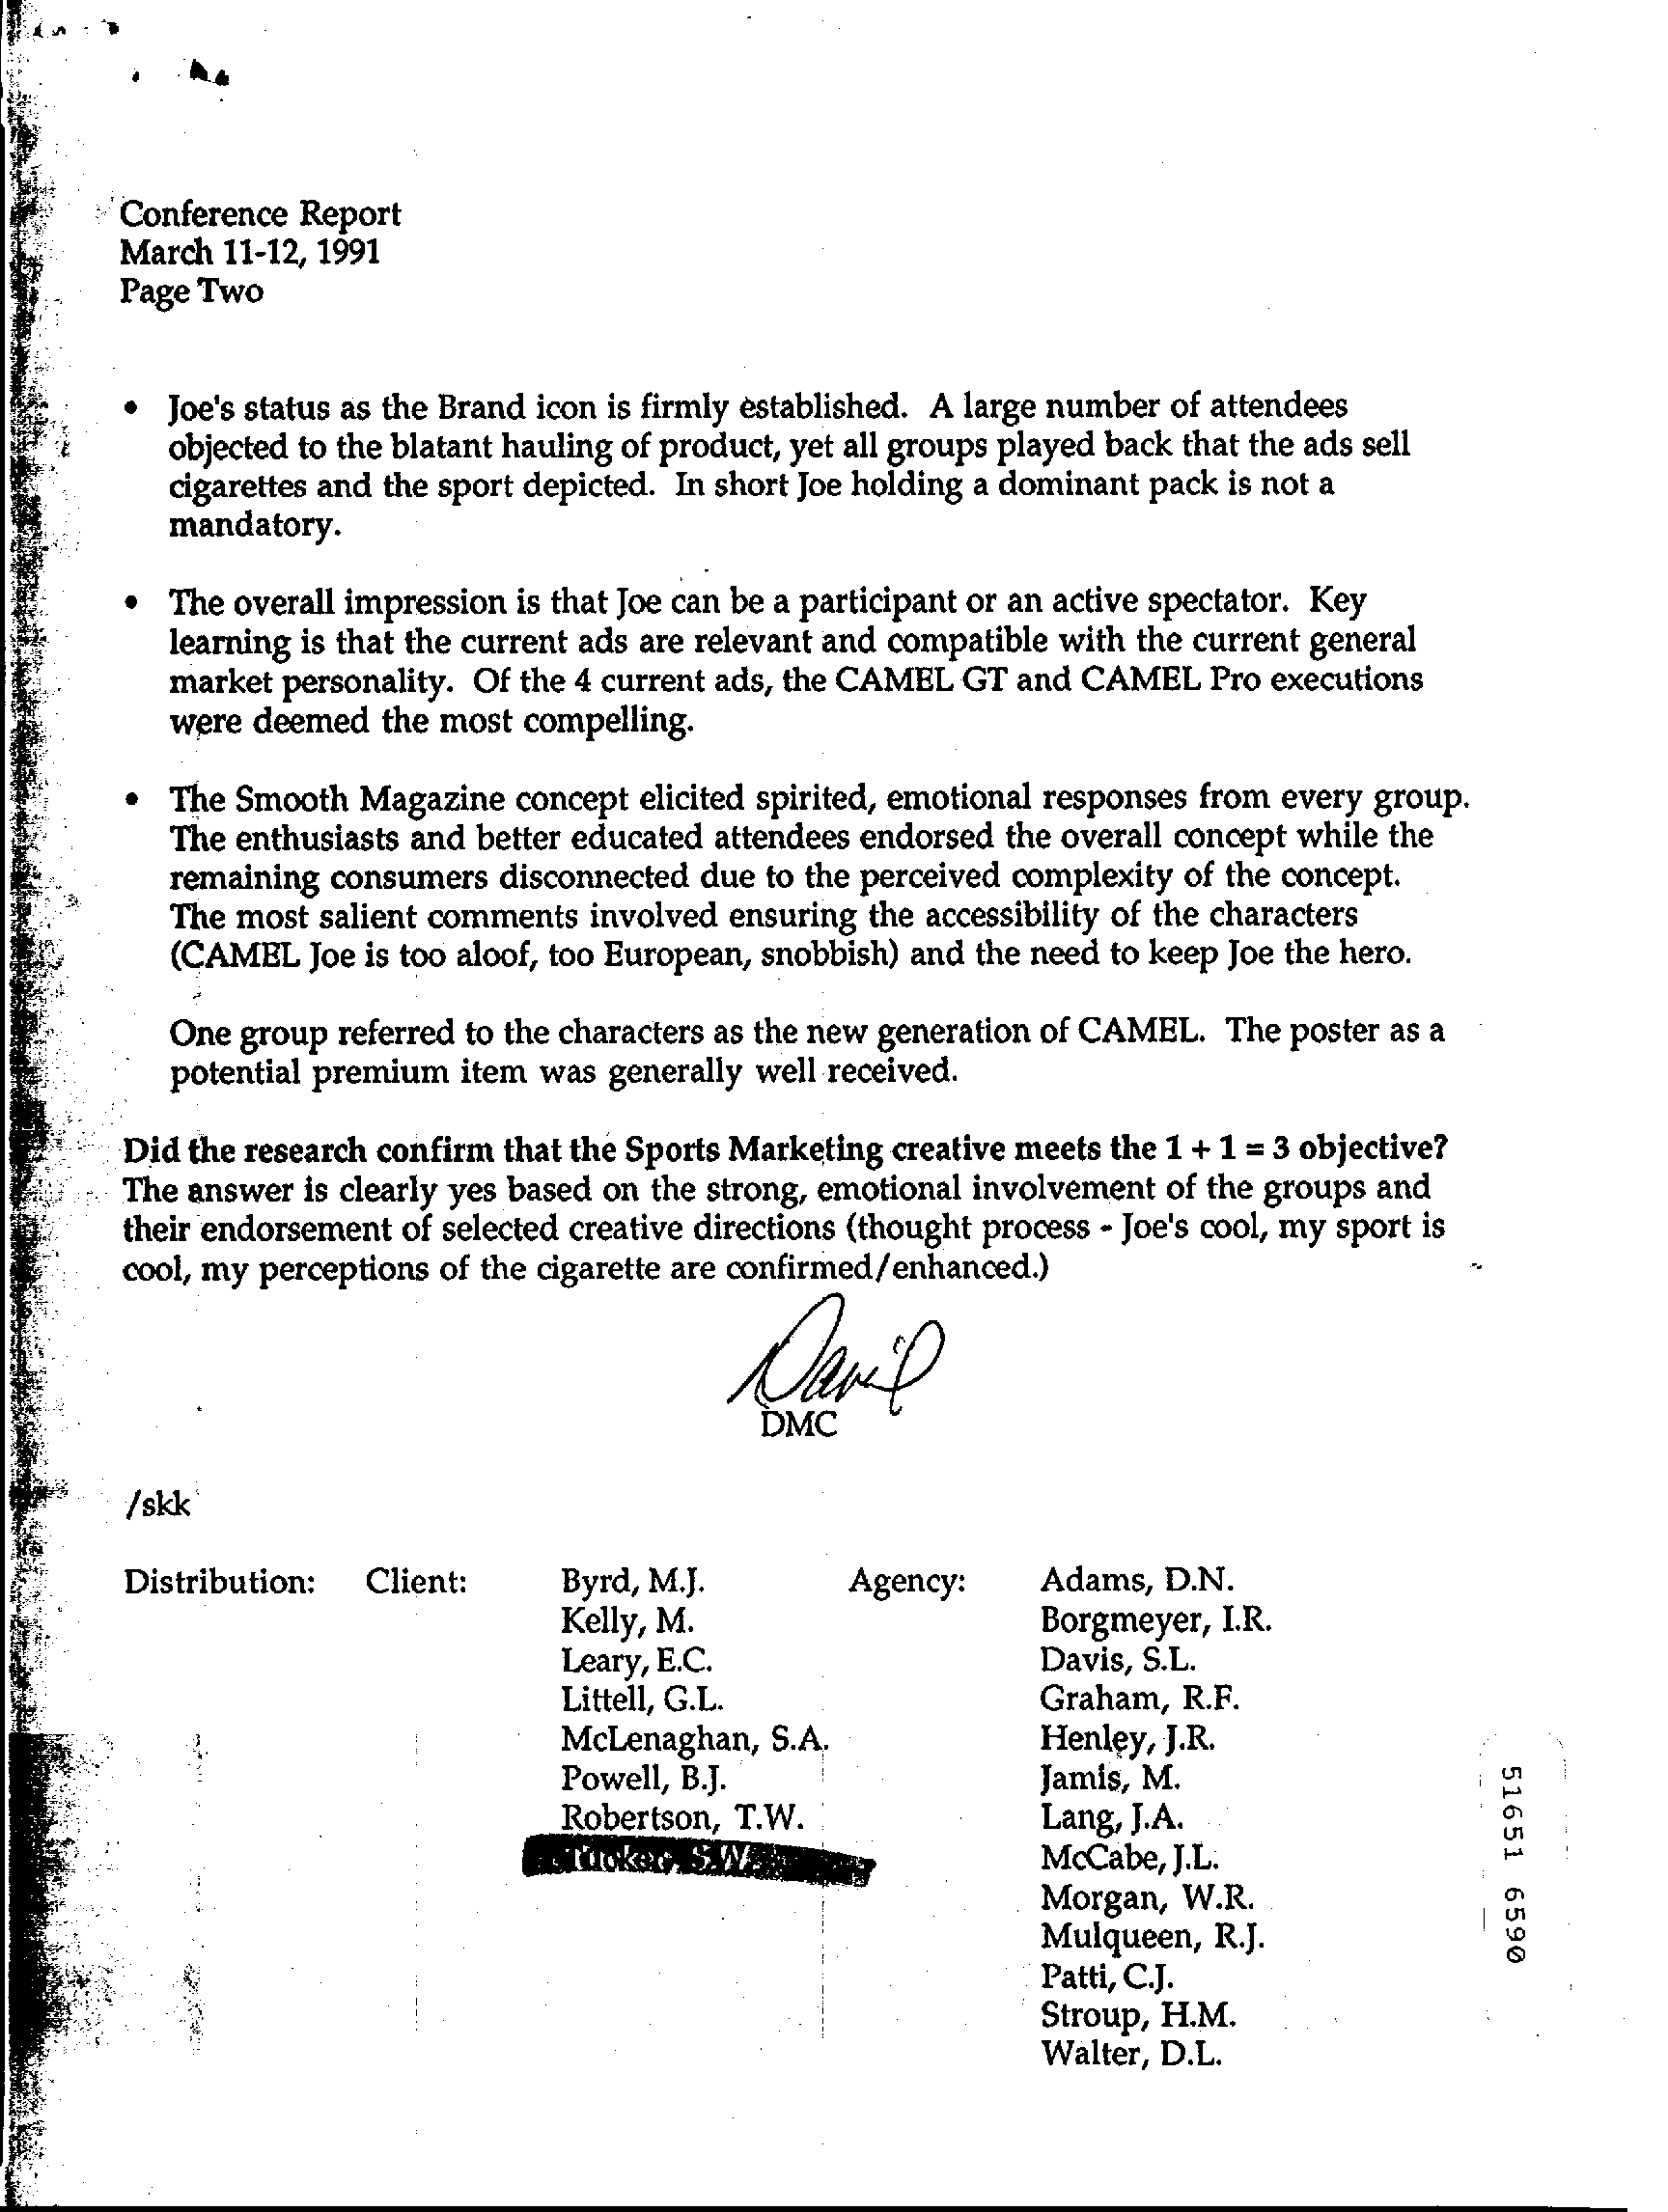 Conference Report
March 11-12, 1991
Page Two
• Joe's status as the Brand icon is firmly established. A large number of attendees
objected to the blatant hauling of product, yet all groups played back that the ads sell
cigarettes and the sport depicted. In short Joe holding a dominant pack is not a
mandatory.
• The overall impression is that Joe can be a participant or an active spectator. Key
learning is that the current ads are relevant and compatible with the current general
market personality. Of the 4 current ads, the CAMEL GT and CAMEL Pro executions
were deemed the most compelling.
• The Smooth Magazine concept elicited spirited, emotional responses from every group.
The enthusiasts and better educated attendees endorsed the overall concept while the
remaining consumers disconnected due to the perceived complexity of the concept.
The most salient comments involved ensuring the accessibility of the characters
(CAMEL Joe is too aloof, too European, snobbish) and the need to keep Joe the hero.
One group referred to the characters as the new generation of CAMEL. The poster as a
potential premium item was generally well received.
Did the research confirm that the Sports Marketing creative meets the 1 + 1 = 3 objective?
The answer is clearly yes based on the strong, emotional involvement of the groups and
their endorsement of selected creative directions (thought process - Joe's cool, my sport is
cool, my perceptions of the cigarette are confirmed/enhanced.)
David
DMC
/skk
Distribution: Client: Byrd, M.J. Agency: Adams, D.N.
Kelly, M. Borgmeyer, I.R.
Leary, E.C. Davis, S.L.
Littell, G.L. Graham, R.F.
McLenaghan, S.A. Henley, J.R.
Powell, B.J. Jamis, M.
Robertson, T.W. Lang, J.A.
Tucker, S.W. McCabe, J.L.
Morgan, W.R.
Mulqueen, R.J.
Patti, C.J.
Stroup, H.M.
Walter, D.L.
51651 6590